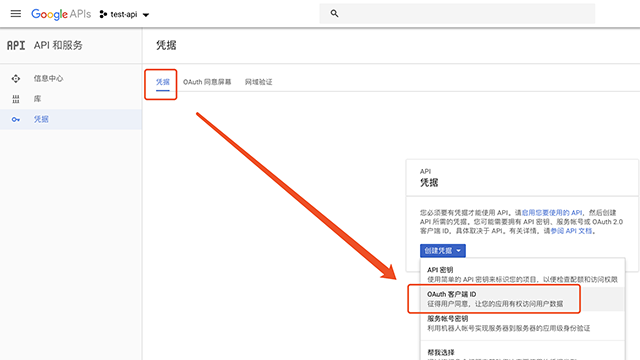 Google APIs test-api
API API 和服务
凭据
信息中心
库
凭据
凭据 OAuth 同意屏幕 网域验证
API
凭据
您必须要有凭据才能使用 API。请启用您要使用的 API，然后创建
API 所需的凭据。您可能需要拥有 API 密钥、服务帐号或 OAuth 2.0
客户端 ID，具体取决于 API。有关详情，请参阅 API 文档。
创建凭据
API 密钥
使用简单的 API 密钥来标识您的项目，以便检查配额和访问权限
OAuth 客户端 ID
征得用户同意，让您的应用有权访问用户数据
服务帐号密钥
利用机器人帐号实现服务器到服务器的应用级身份验证
帮我选择